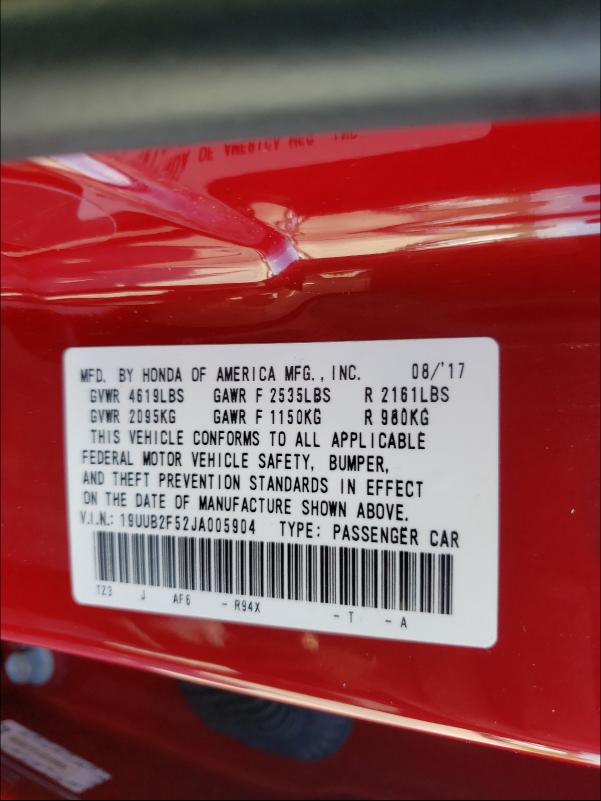 MFD. BY HONDA OF AMERICA MFG., INC. 08/'17
GVWR 4619LBS GAWR F 2535LBS R 2161LBS
GVWR 2095KG GAWR F 1150KG R 980KG
THIS VEHICLE CONFORMS TO ALL APPLICABLE
FEDERAL MOTOR VEHICLE SAFETY, BUMPER,
AND THEFT PREVENTION STANDARDS IN EFFECT
ON THE DATE OF MANUFACTURE SHOWN ABOVE.
V.I.N.: 19UUB2F52JA005904 TYPE: PASSENGER CAR
TZ3 J AF6 - R94X - T - A